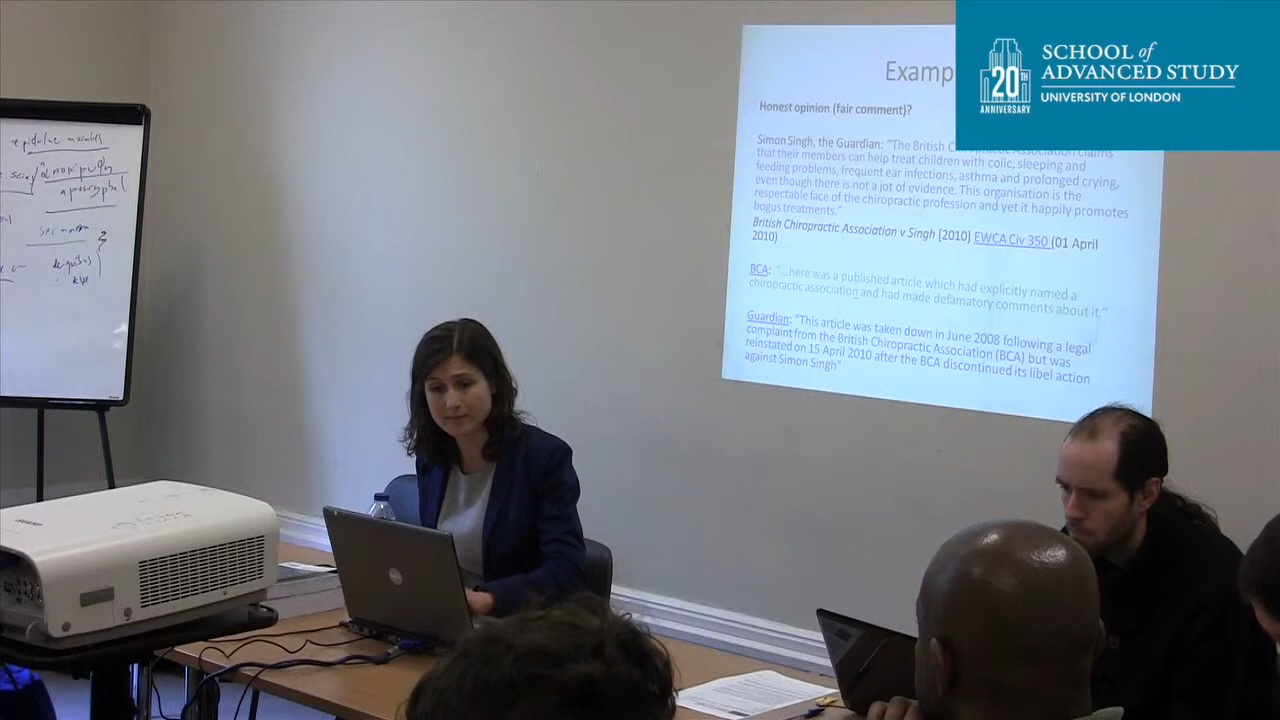 SCHOOL of
ADVANCED STUDY
UNIVERSITY OF LONDON
20TH
ANNIVERSARY
Examp
Honest opinion (fair comment)?
Simon Singh, the Guardian: "The British Chiropractic Association claims
that their members can help treat children with colic, sleeping and
feeding problems, frequent ear infections, asthma and prolonged crying,
even though there is not a jot of evidence. This organisation is the
respectable face of the chiropractic profession and yet it happily promotes
bogus treatments."
British Chiropractic Association v Singh [2010] EWCA Civ 350 (01 April
2010)
BCA: "...here was a published article which had explicitly named a
chiropractic association and had made defamatory comments about it."
Guardian: "This article was taken down in June 2008 following a legal
complaint from the British Chiropractic Association (BCA) but was
reinstated on 15 April 2010 after the BCA discontinued its libel action
against Simon Singh"
apocryphal